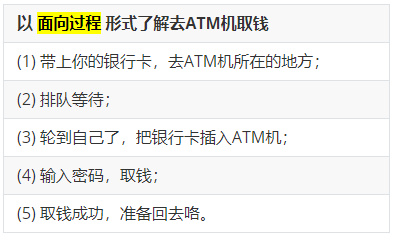 以 面向过程 形式了解去ATM机取钱
(1) 带上你的银行卡，去ATM机所在的地方；
(2) 排队等待；
(3) 轮到自己了，把银行卡插入ATM机；
(4) 输入密码，取钱；
(5) 取钱成功，准备回去咯。